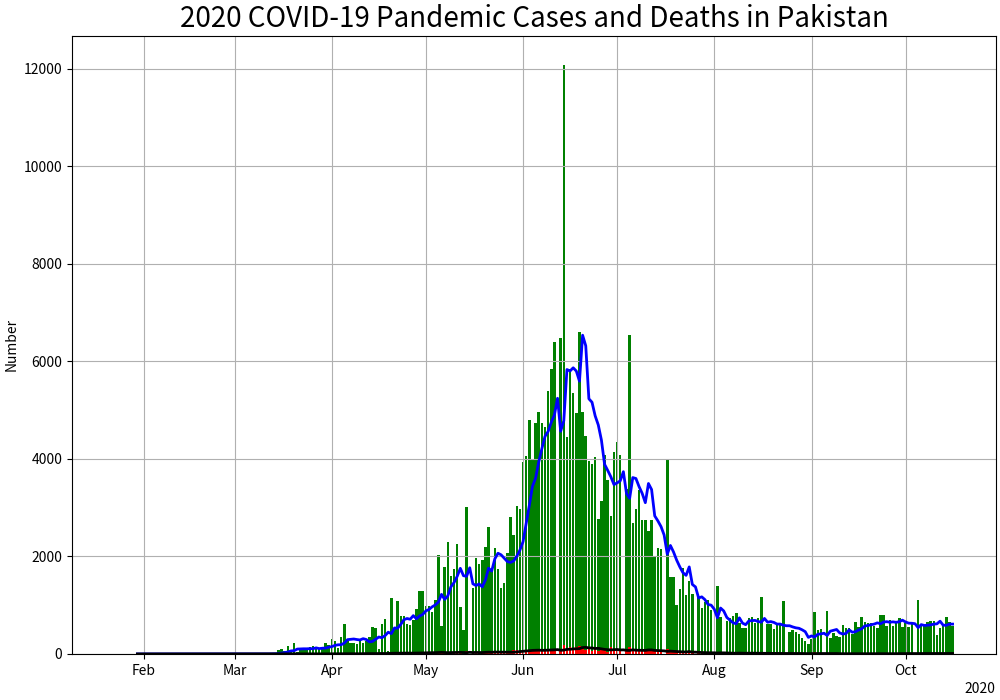 2020 COVID-19 Pandemic Cases and Deaths in Pakistan
12000
10000
8000
6000
4000
2000
0
Number
Feb Mar Apr May Jun Jul Aug Sep Oct
2020